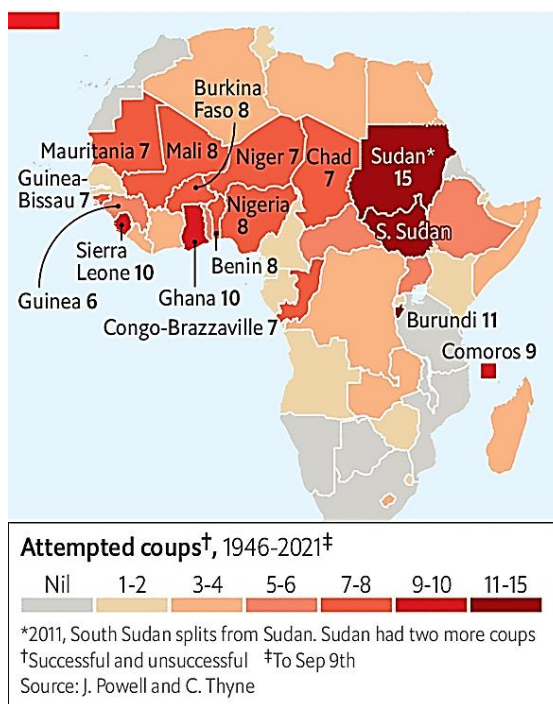 Burkina
Faso 8
Mauritania 7
Mali 8
Niger 7
Chad
7
Sudan*
15
Guinea-
Bissau 7
Nigeria
8
S. Sudan
Sierra
Leone 10
Benin 8
Guinea 6
Ghana 10
Burundi 11
Congo-Brazzaville 7
Comoros 9
Attempted coups†, 1946-2021‡
Nil 1-2 3-4 5-6 7-8 9-10 11-15
*2011, South Sudan splits from Sudan. Sudan had two more coups
†Successful and unsuccessful ‡To Sep 9th
Source: J. Powell and C. Thyne